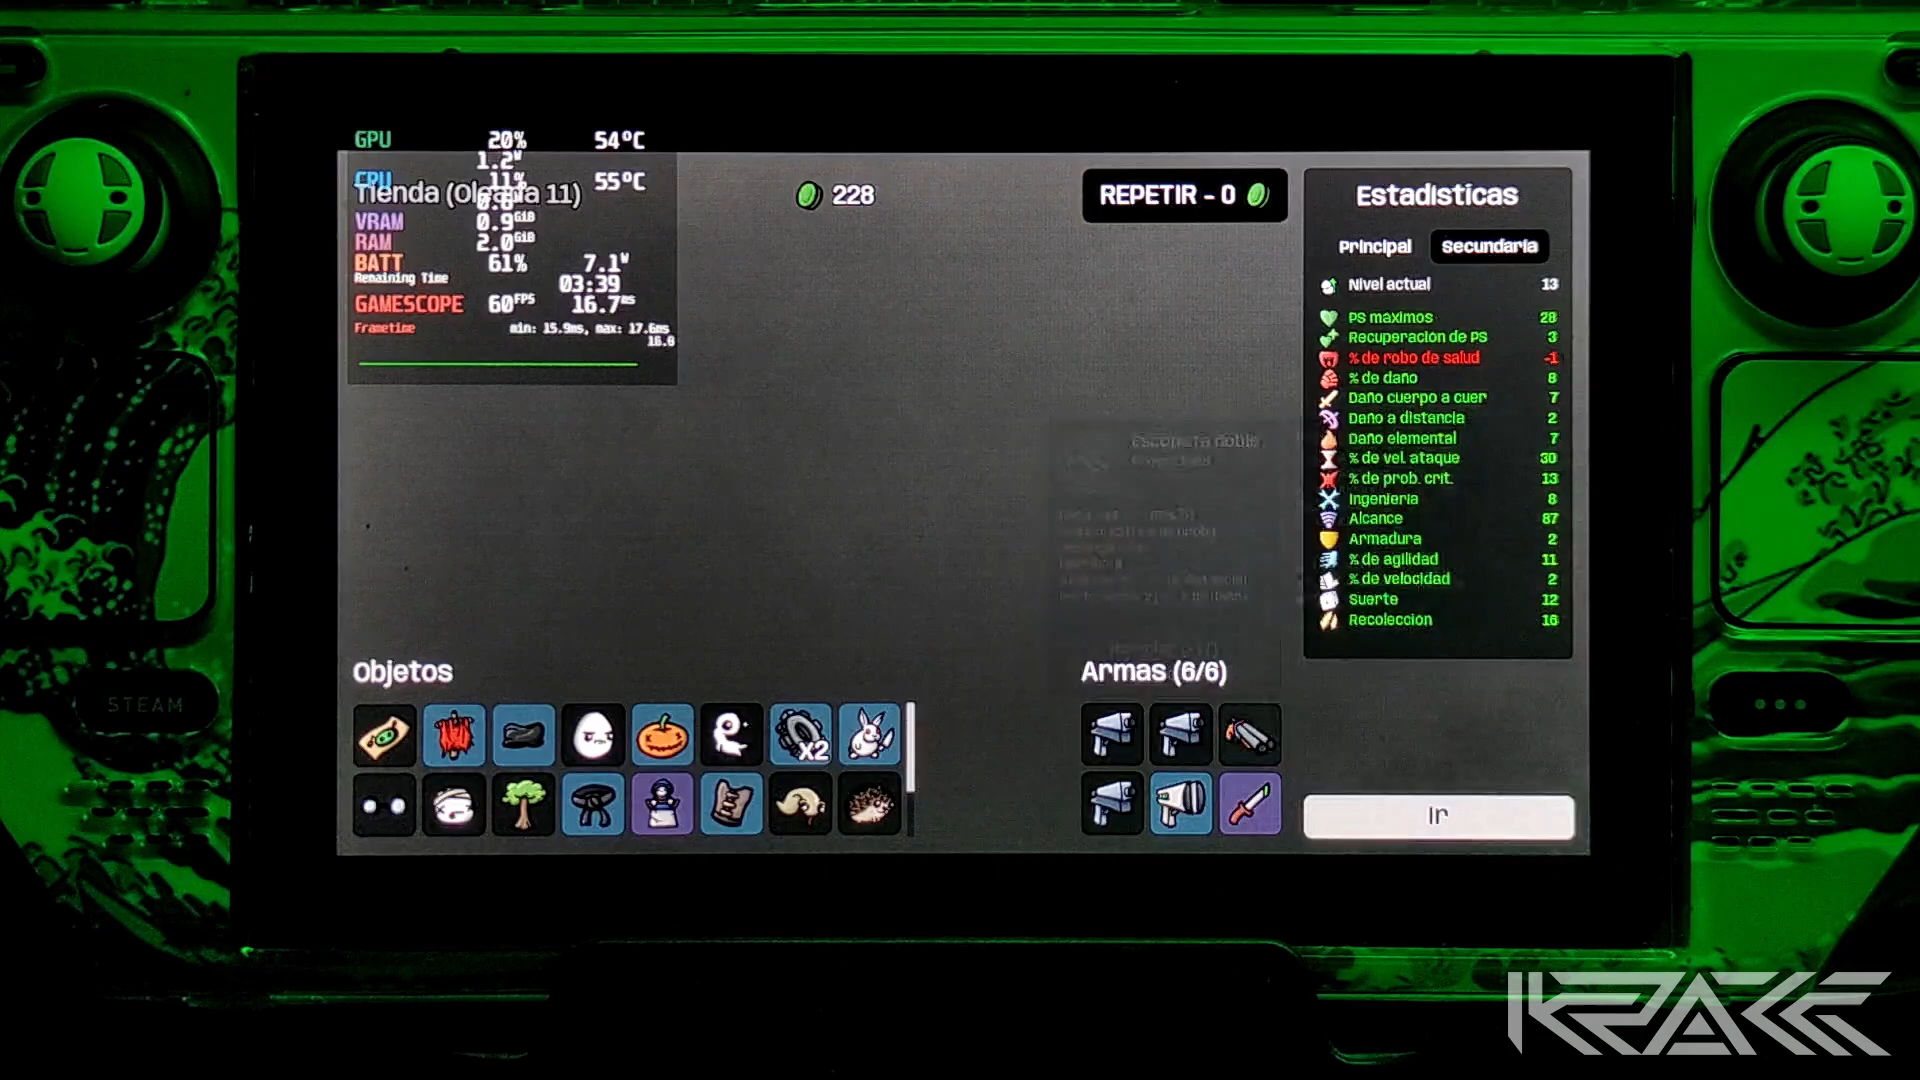 GPU 20% 54°C
1.2W
CPU 11% 55°C
Tienda (Oleada 11)
228
REPETIR - 0
VRAM 0.9GiB
RAM 2.0GiB
BATT 61% 7.1W
Remaining Time 03:39
GAMESCOPE 60FPS 16.7ms
Frametime min: 15.9ms, max: 17.6ms
Estadísticas
Principal Secundaria
Nivel actual 13
PS máximos 28
Recuperación de PS 3
% de robo de salud -1
% de daño 8
Daño cuerpo a cuer 7
Daño a distancia 2
Daño elemental 7
% de vel. ataque 30
% de prob. crít. 13
Ingeniería 8
Alcance 87
Armadura 2
% de agilidad 11
% de velocidad 2
Suerte 12
Recolección 16
Escopeta doble
Objetos
Armas (6/6)
X2
Ir
STEAM
KRACE